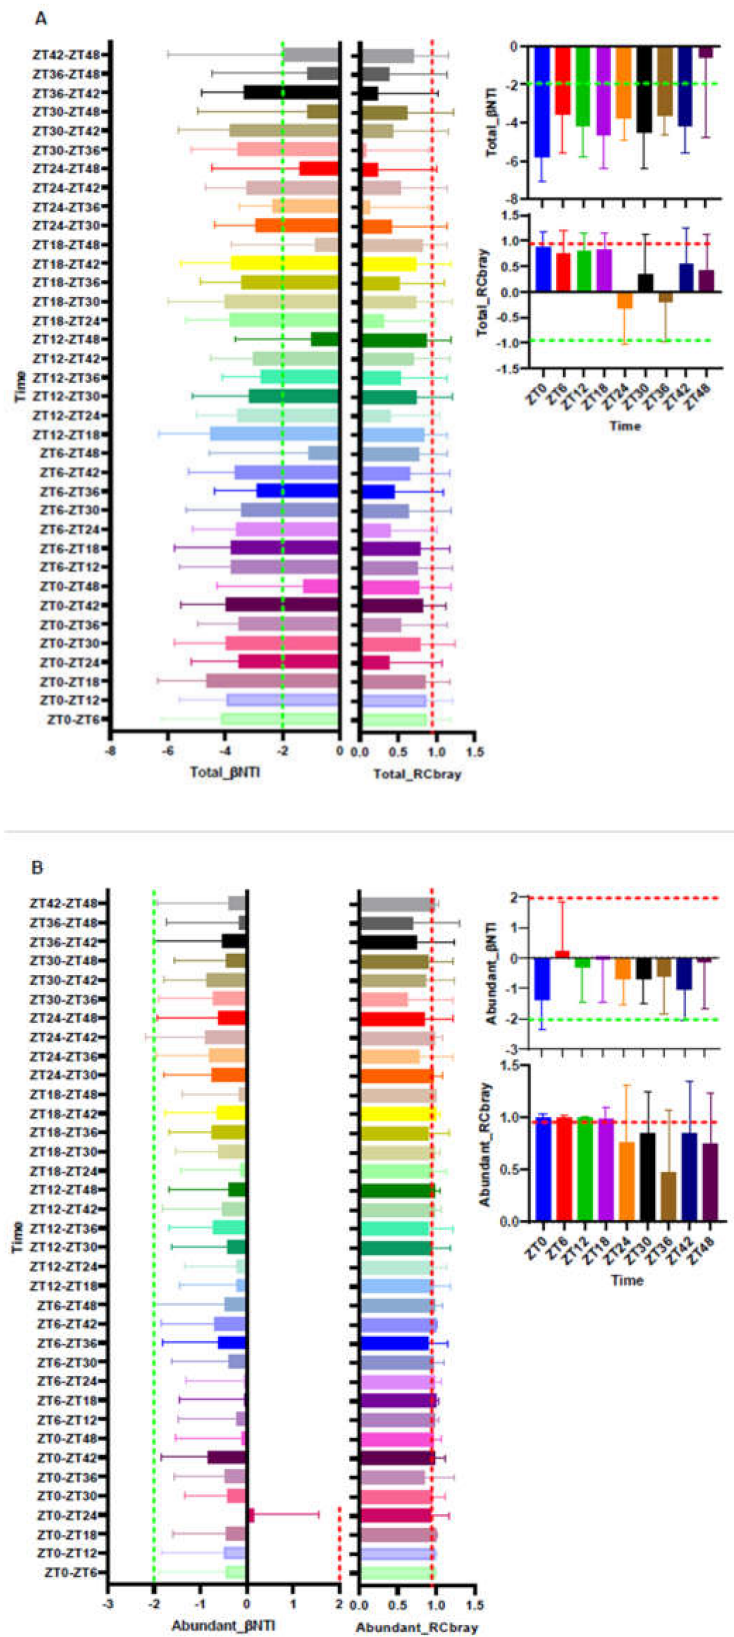 A
ZT42-ZT48
ZT36-ZT48
ZT36-ZT42
ZT30-ZT48
ZT30-ZT42
ZT30-ZT36
ZT24-ZT48
ZT24-ZT42
ZT24-ZT36
ZT24-ZT30
ZT18-ZT48
ZT18-ZT42
ZT18-ZT36
ZT18-ZT30
ZT18-ZT24
ZT12-ZT48
ZT12-ZT42
ZT12-ZT36
ZT12-ZT30
ZT12-ZT24
ZT12-ZT18
ZT6-ZT48
ZT6-ZT42
ZT6-ZT36
ZT6-ZT30
ZT6-ZT24
ZT6-ZT18
ZT6-ZT12
ZT0-ZT48
ZT0-ZT42
ZT0-ZT36
ZT0-ZT30
ZT0-ZT24
ZT0-ZT18
ZT0-ZT12
ZT0-ZT6
Time
-8 -6 -4 -2 0
Total_βNTI
0.0 0.5 1.0 1.5
Total_RCbray
0
-2
-4
-6
-8
Total_βNTI
1.5
1.0
0.5
0.0
-0.5
-1.0
-1.5
Total_RCbray
ZT0 ZT6 ZT12 ZT18 ZT24 ZT30 ZT36 ZT42 ZT48
Time
B
ZT42-ZT48
ZT36-ZT48
ZT36-ZT42
ZT30-ZT48
ZT30-ZT42
ZT30-ZT36
ZT24-ZT48
ZT24-ZT42
ZT24-ZT36
ZT24-ZT30
ZT18-ZT48
ZT18-ZT42
ZT18-ZT36
ZT18-ZT30
ZT18-ZT24
ZT12-ZT48
ZT12-ZT42
ZT12-ZT36
ZT12-ZT30
ZT12-ZT24
ZT12-ZT18
ZT6-ZT48
ZT6-ZT42
ZT6-ZT36
ZT6-ZT30
ZT6-ZT24
ZT6-ZT18
ZT6-ZT12
ZT0-ZT48
ZT0-ZT42
ZT0-ZT36
ZT0-ZT30
ZT0-ZT24
ZT0-ZT18
ZT0-ZT12
ZT0-ZT6
Time
-3 -2 -1 0 1 2
Abundant_βNTI
0.0 0.5 1.0 1.5
Abundant_RCbray
2
1
0
-1
-2
-3
Abundant_βNTI
1.5
1.0
0.5
0.0
Abundant_RCbray
ZT0 ZT6 ZT12 ZT18 ZT24 ZT30 ZT36 ZT42 ZT48
Time